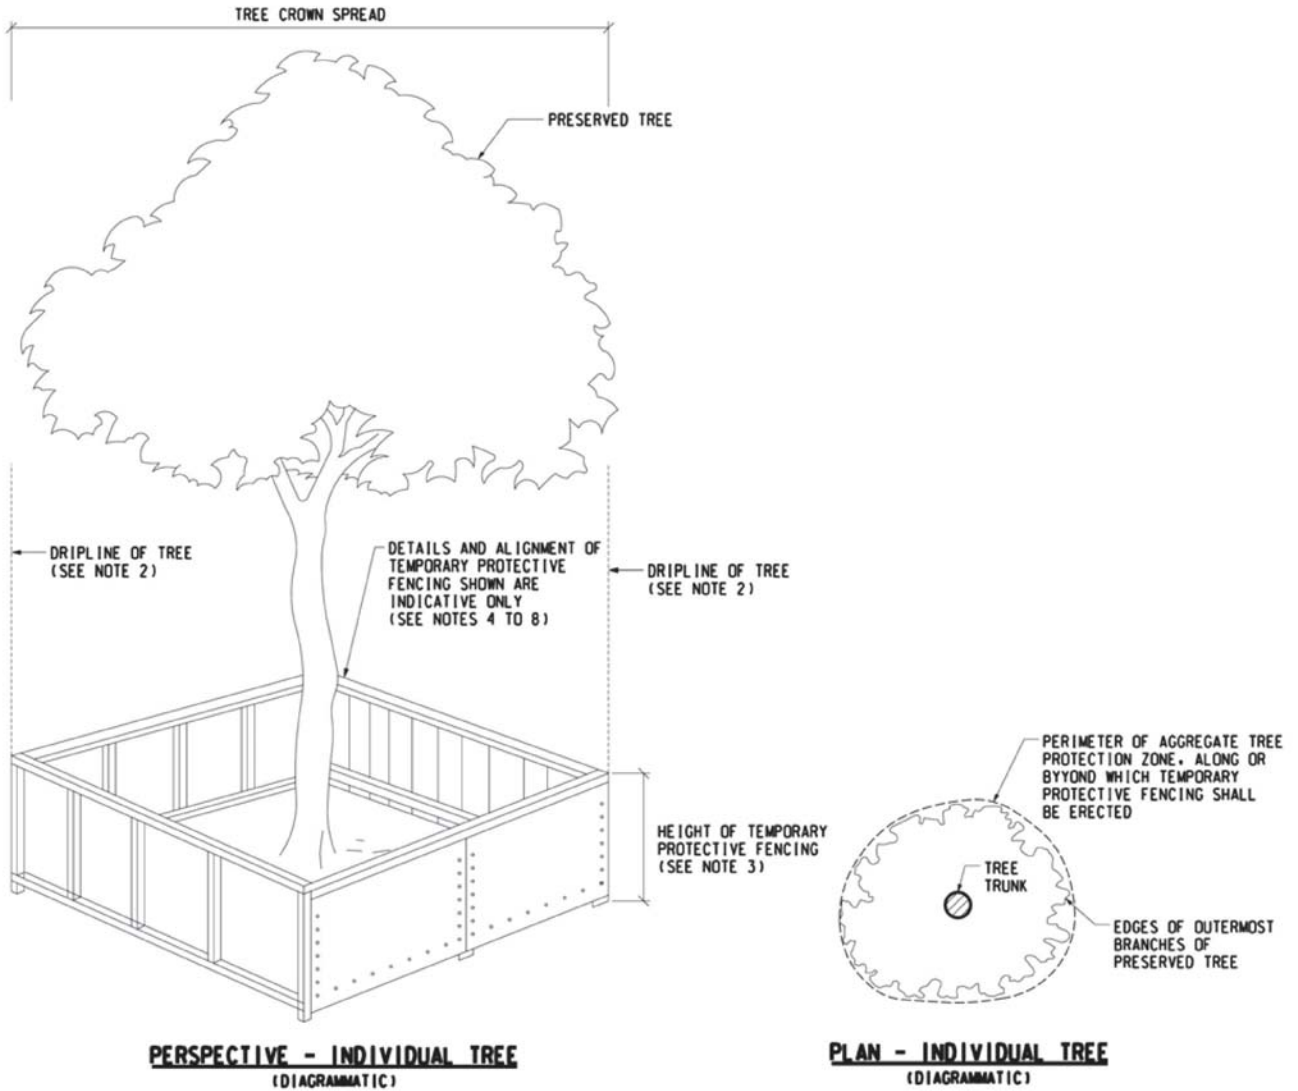 TREE CROWN SPREAD
PRESERVED TREE
DRIPLINE OF TREE
(SEE NOTE 2)
DETAILS AND ALIGNMENT OF
TEMPORARY PROTECTIVE
FENCING SHOWN ARE
INDICATIVE ONLY
(SEE NOTES 4 TO 8)
DRIPLINE OF TREE
(SEE NOTE 2)
HEIGHT OF TEMPORARY
PROTECTIVE FENCING
(SEE NOTE 3)
PERIMETER OF AGGREGATE TREE
PROTECTION ZONE, ALONG OR
BYYOND WHICH TEMPORARY
PROTECTIVE FENCING SHALL
BE ERECTED
TREE
TRUNK
EDGES OF OUTERMOST
BRANCHES OF
PRESERVED TREE
PERSPECTIVE - INDIVIDUAL TREE
(DIAGRAMMATIC)
PLAN - INDIVIDUAL TREE
(DIAGRAMMATIC)